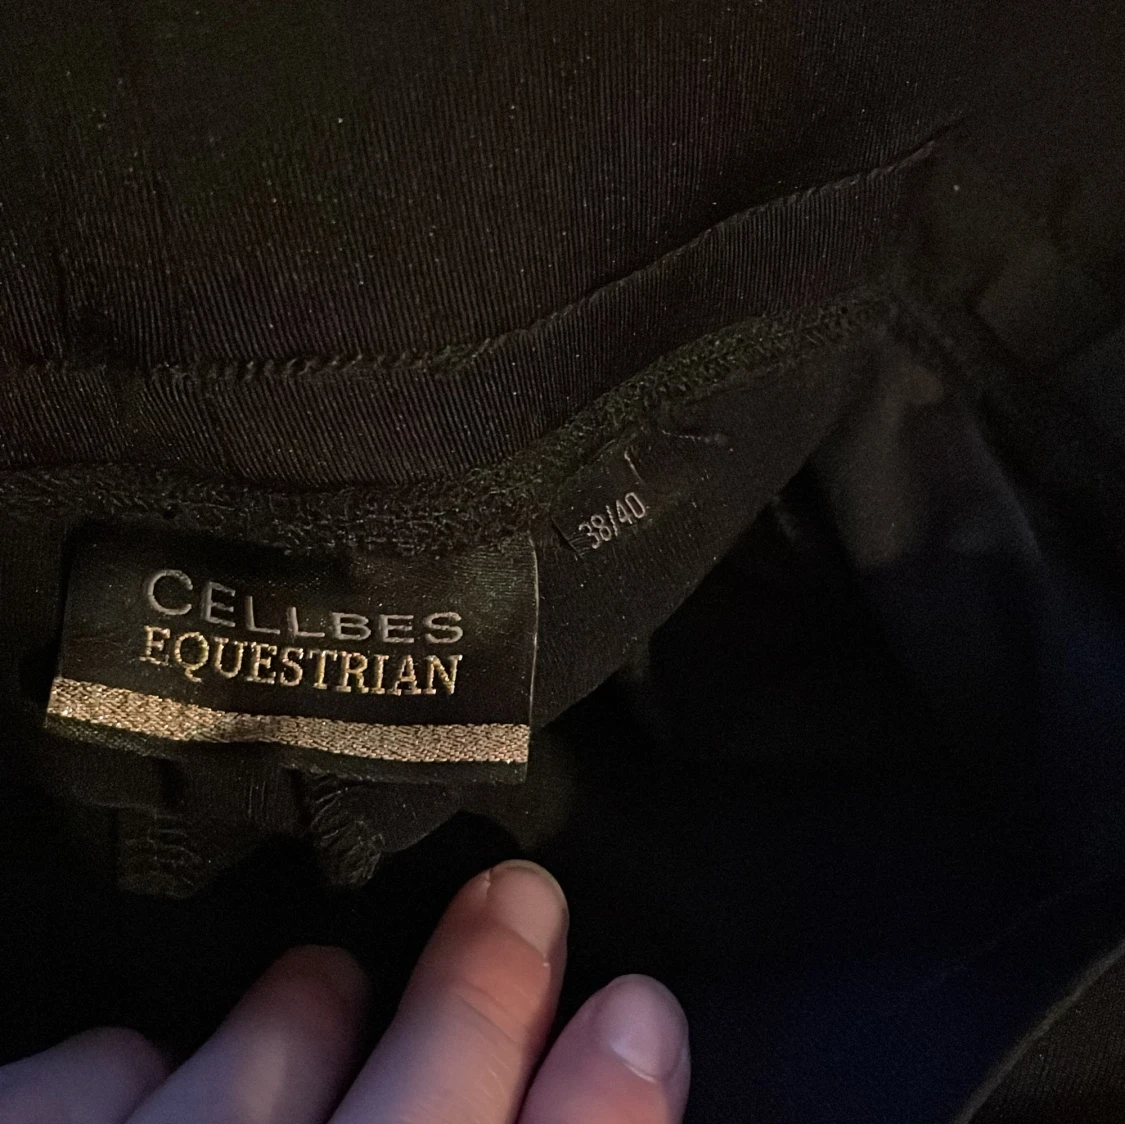 CELLBES
EQUESTRIAN
38/40